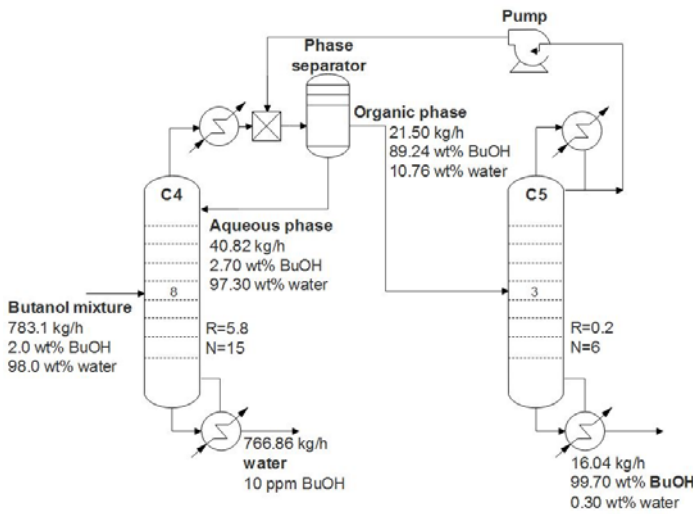 Pump
Phase
separator
Organic phase
21.50 kg/h
89.24 wt% BuOH
10.76 wt% water
C4
C5
Aqueous phase
40.82 kg/h
2.70 wt% BuOH
97.30 wt% water
8
3
Butanol mixture
783.1 kg/h
2.0 wt% BuOH
98.0 wt% water
R=5.8
N=15
R=0.2
N=6
766.86 kg/h
water
10 ppm BuOH
16.04 kg/h
99.70 wt% BuOH
0.30 wt% water